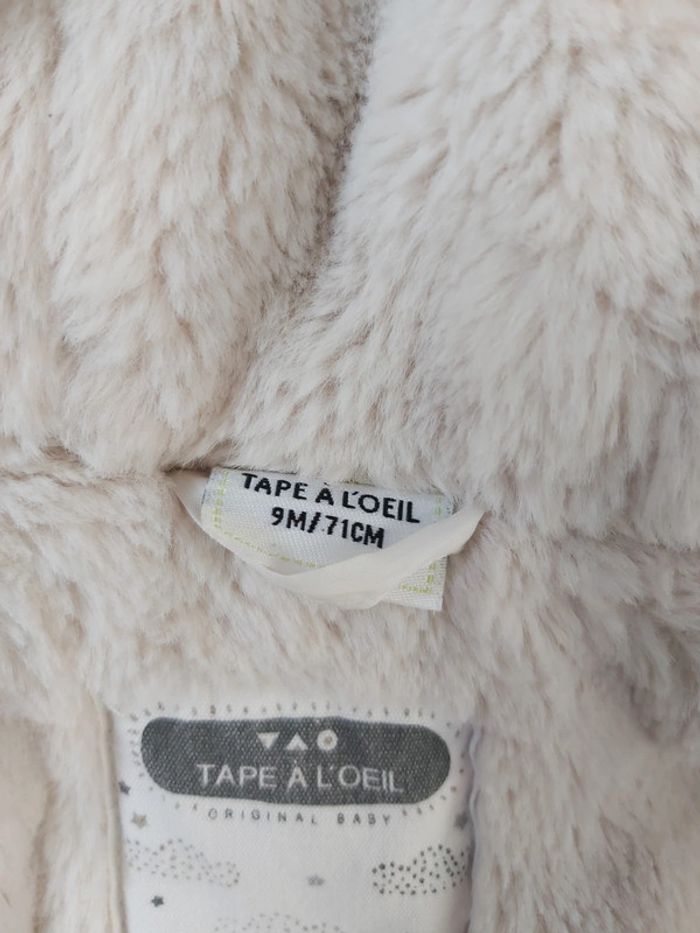 TAPE À L'OEIL
9M/71CM
TAPE À L'OEIL
ORIGINAL BABY